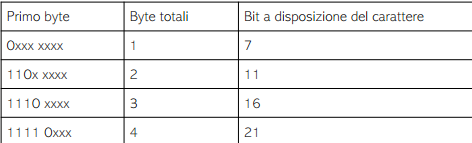 Primo byte Byte totali Bit a disposizione del carattere
0xxx xxxx 1 7
110x xxxx 2 11
1110 xxxx 3 16
1111 0xxx 4 21